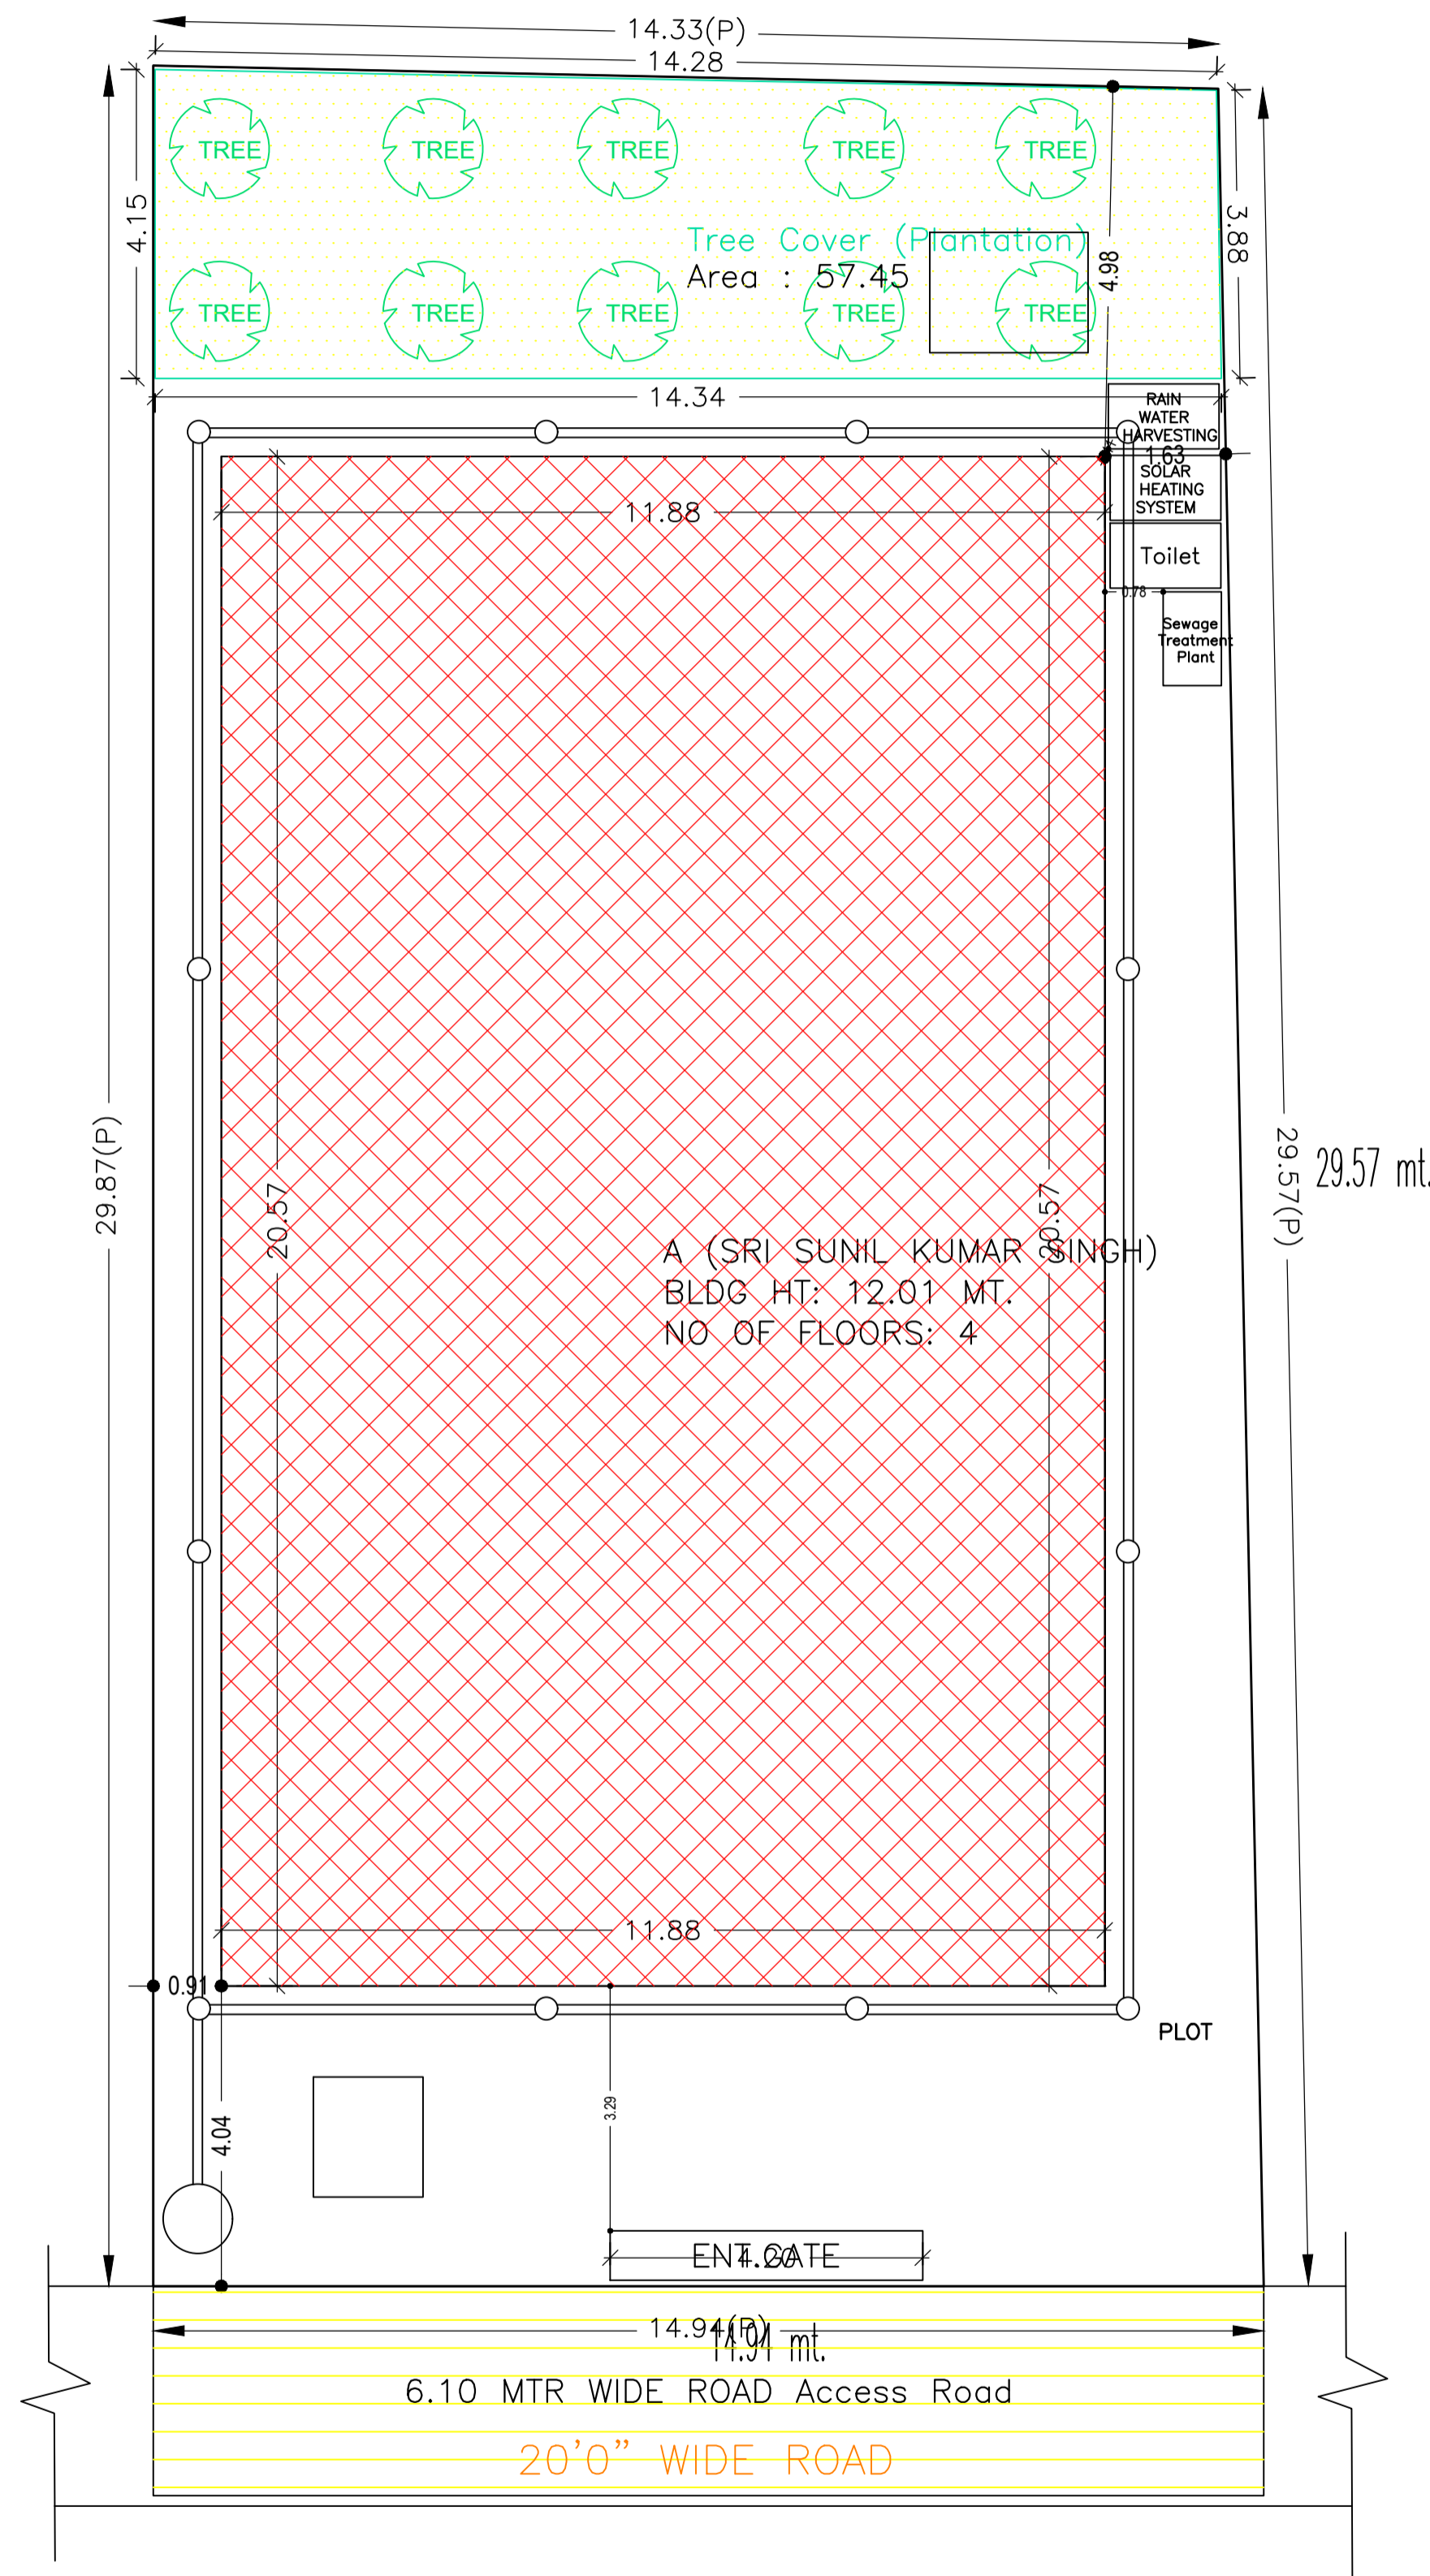 14.33(P)
14.28
TREE TREE TREE TREE TREE
4.15
3.88
Tree Cover (Plantation)
Area : 57.45
4.98
TREE TREE TREE TREE TREE
14.34
RAIN
WATER
HARVESTING
1.63
SOLAR
HEATING
SYSTEM
11.88
Toilet
0.78
Sewage
Treatment
Plant
29.87(P)
20.57
20.57
29.57(P)
29.57 mt.
A (SRI SUNIL KUMAR SINGH)
BLDG HT: 12.01 MT.
NO OF FLOORS: 4
11.88
0.91
PLOT
4.04
3.29
ENT. GATE
4.20
14.94(P)
14.91 mt.
6.10 MTR WIDE ROAD Access Road
20'0" WIDE ROAD